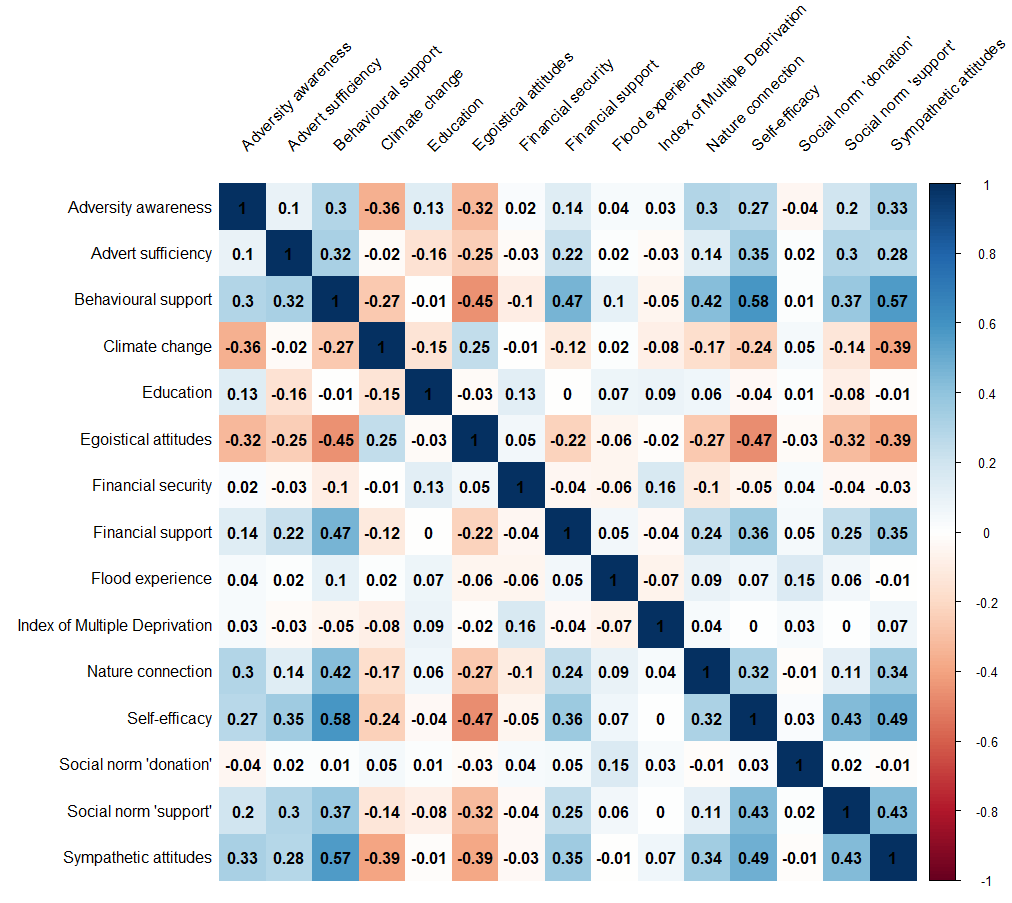 Adversity awareness
Advert sufficiency
Behavioural support
Climate change
Education
Egoistical attitudes
Financial security
Financial support
Flood experience
Index of Multiple Deprivation
Nature connection
Self-efficacy
Social norm 'donation'
Social norm 'support'
Sympathetic attitudes
Adversity awareness 1 0.1 0.3 -0.36 0.13 -0.32 0.02 0.14 0.04 0.03 0.3 0.27 -0.04 0.2 0.33
Advert sufficiency 0.1 1 0.32 -0.02 -0.16 -0.25 -0.03 0.22 0.02 -0.03 0.14 0.35 0.02 0.3 0.28
Behavioural support 0.3 0.32 1 -0.27 -0.01 -0.45 -0.1 0.47 0.1 -0.05 0.42 0.58 0.01 0.37 0.57
Climate change -0.36 -0.02 -0.27 1 -0.15 0.25 -0.01 -0.12 0.02 -0.08 -0.17 -0.24 0.05 -0.14 -0.39
Education 0.13 -0.16 -0.01 -0.15 1 -0.03 0.13 0 0.07 0.09 0.06 -0.04 0.01 -0.08 -0.01
Egoistical attitudes -0.32 -0.25 -0.45 0.25 -0.03 1 0.05 -0.22 -0.06 -0.02 -0.27 -0.47 -0.03 -0.32 -0.39
Financial security 0.02 -0.03 -0.1 -0.01 0.13 0.05 1 -0.04 -0.06 0.16 -0.1 -0.05 0.04 -0.04 -0.03
Financial support 0.14 0.22 0.47 -0.12 0 -0.22 -0.04 1 0.05 -0.04 0.24 0.36 0.05 0.25 0.35
Flood experience 0.04 0.02 0.1 0.02 0.07 -0.06 -0.06 0.05 1 -0.07 0.09 0.07 0.15 0.06 -0.01
Index of Multiple Deprivation 0.03 -0.03 -0.05 -0.08 0.09 -0.02 0.16 -0.04 -0.07 1 0.04 0 0.03 0 0.07
Nature connection 0.3 0.14 0.42 -0.17 0.06 -0.27 -0.1 0.24 0.09 0.04 1 0.32 -0.01 0.11 0.34
Self-efficacy 0.27 0.35 0.58 -0.24 -0.04 -0.47 -0.05 0.36 0.07 0 0.32 1 0.03 0.43 0.49
Social norm 'donation' -0.04 0.02 0.01 0.05 0.01 -0.03 0.04 0.05 0.15 0.03 -0.01 0.03 1 0.02 -0.01
Social norm 'support' 0.2 0.3 0.37 -0.14 -0.08 -0.32 -0.04 0.25 0.06 0 0.11 0.43 0.02 1 0.43
Sympathetic attitudes 0.33 0.28 0.57 -0.39 -0.01 -0.39 -0.03 0.35 -0.01 0.07 0.34 0.49 -0.01 0.43 1
1
0.8
0.6
0.4
0.2
0
-0.2
-0.4
-0.6
-0.8
-1